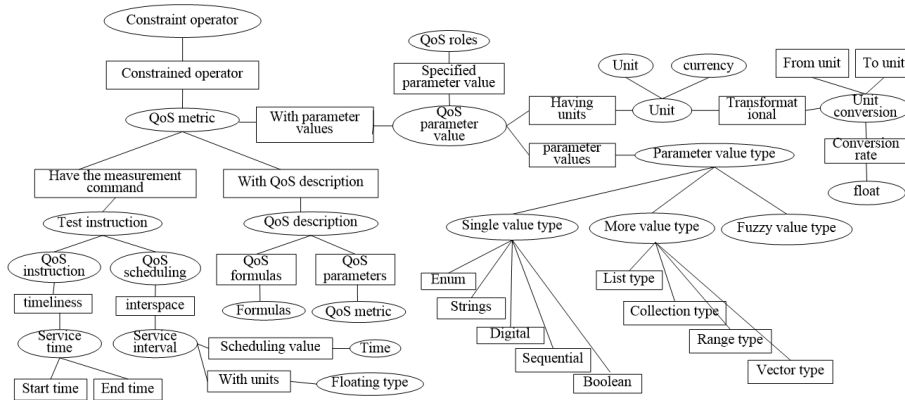 Constraint operator
Constrained operator
QoS metric
With parameter
values
QoS roles
Specified
parameter value
QoS
parameter
value
Having
units
Unit
currency
Unit
Transformat
ional
From unit
To unit
Unit
conversion
Conversion
rate
float
parameter
values
Parameter value type
Have the measurement
command
With QoS description
Test instruction
QoS description
QoS
instruction
QoS
scheduling
QoS
formulas
QoS
parameters
timeliness
interspace
Formulas
QoS metric
Service
time
Service
interval
Scheduling value
Time
Start time
End time
With units
Floating type
Single value type
More value type
Fuzzy value type
Enum
Strings
Digital
Sequential
Boolean
List type
Collection type
Range type
Vector type